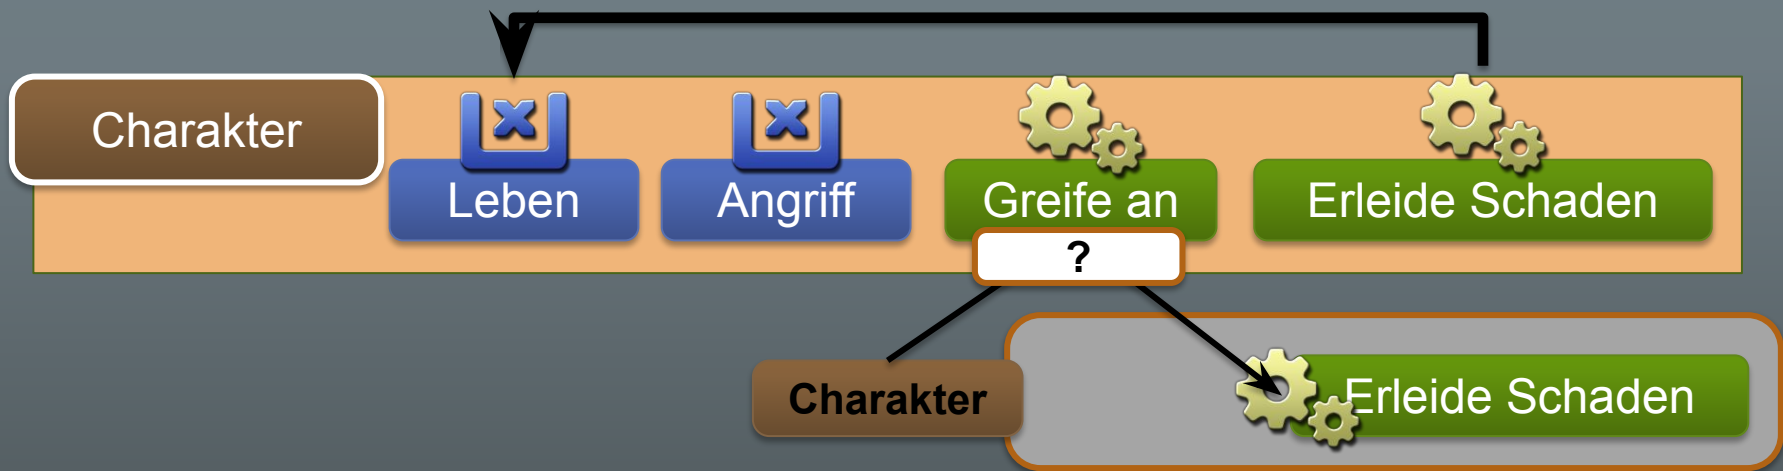 Charakter
Leben
Angriff
Greife an
Erleide Schaden
?
Charakter
Erleide Schaden